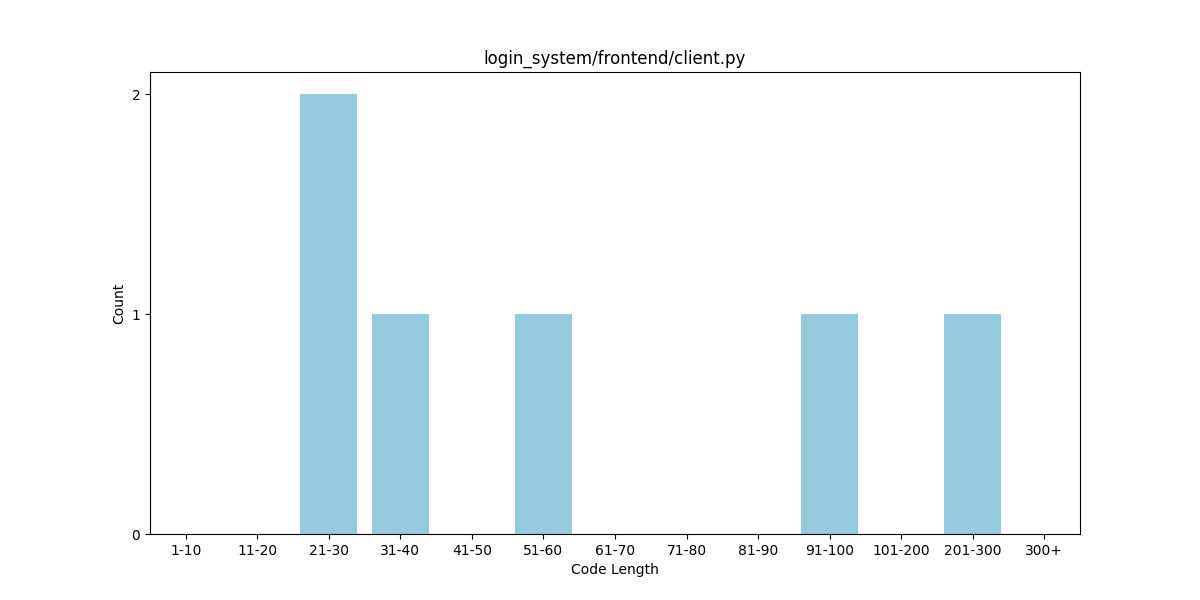 login_system/frontend/client.py
Count
2
1
0
1-10 11-20 21-30 31-40 41-50 51-60 61-70 71-80 81-90 91-100 101-200 201-300 300+
Code Length